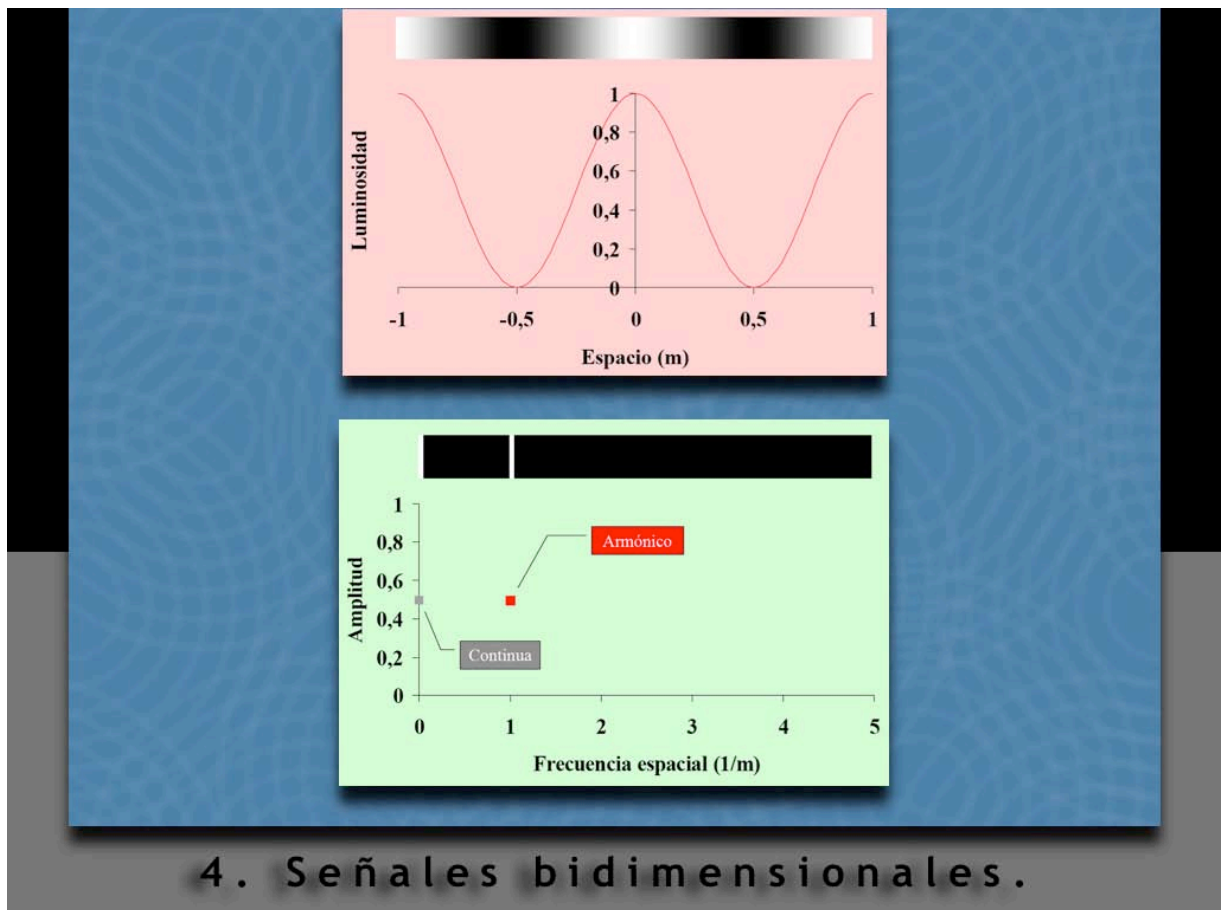 Luminosidad
1
0,8
0,6
0,4
0,2
0
-1 -0,5 0 0,5 1
Espacio (m)
Amplitud
1
0,8
0,6
0,4
0,2
0
Armónico
Continua
0 1 2 3 4 5
Frecuencia espacial (1/m)
4. Señales bidimensionales.